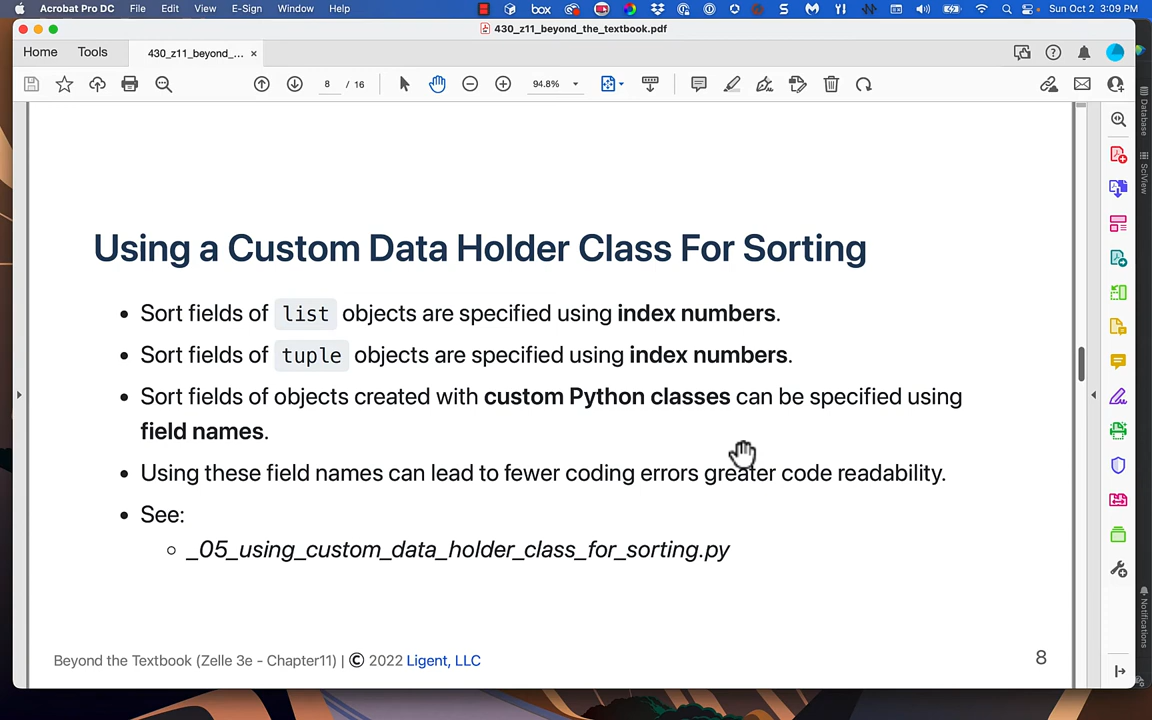 Acrobat Pro DC File Edit View E-Sign Window Help box Sun Oct 2 3:09 PM
430_z11_beyond_the_textbook.pdf
Home Tools 430_z11_beyond_... ×
8 / 16 94.8%
Database
SciView
Using a Custom Data Holder Class For Sorting
• Sort fields of list objects are specified using index numbers.
• Sort fields of tuple objects are specified using index numbers.
• Sort fields of objects created with custom Python classes can be specified using
field names.
• Using these field names can lead to fewer coding errors greater code readability.
• See:
_05_using_custom_data_holder_class_for_sorting.py
Notifications
Beyond the Textbook (Zelle 3e - Chapter11) | © 2022 Ligent, LLC 8